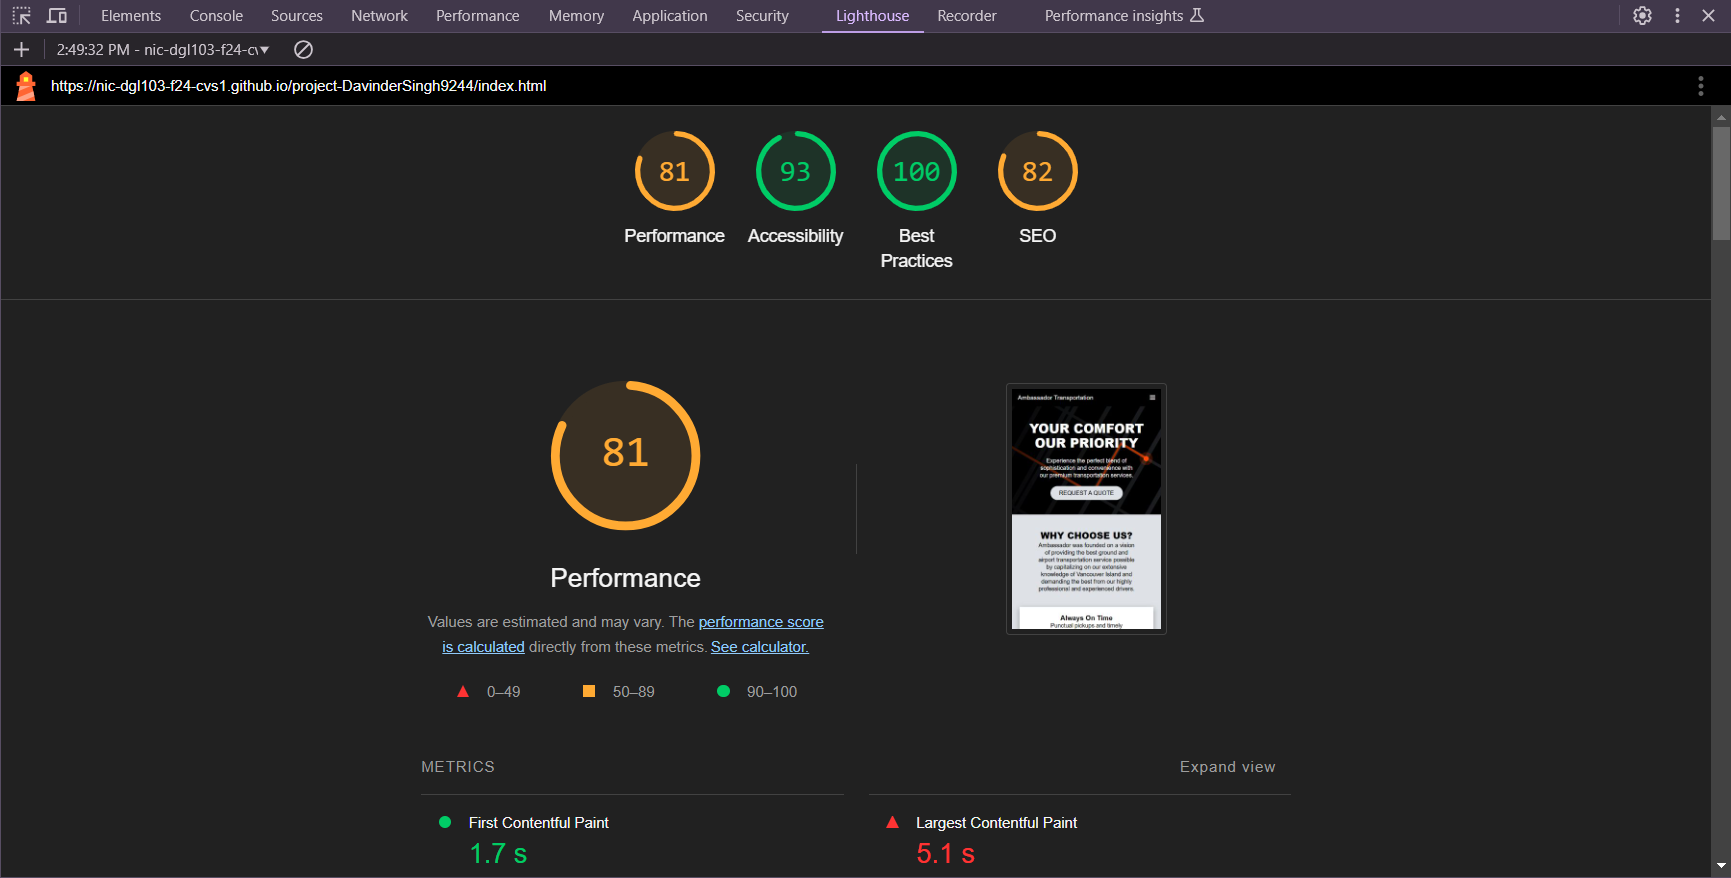 Elements Console Sources Network Performance Memory Application Security Lighthouse Recorder Performance insights
2:49:32 PM - nic-dgl103-f24-cv
https://nic-dgl103-f24-cvs1.github.io/project-DavinderSingh9244/index.html
81 93 100 82
Performance Accessibility Best SEO
Practices
81
Performance
Values are estimated and may vary. The performance score
is calculated directly from these metrics. See calculator.
0–49 50–89 90–100
Ambassador Transportation
YOUR COMFORT
OUR PRIORITY
Experience the perfect blend of
sophistication and convenience with
our premium transportation services.
REQUEST A QUOTE
WHY CHOOSE US?
Ambassador was founded on a vision
of providing the best ground and
airport transportation service possible
by capitalizing on our extensive
knowledge of Vancouver Island and
demanding the best from our highly
professional and experienced drivers.
Always On Time
Punctual pickups and timely
METRICS Expand view
First Contentful Paint Largest Contentful Paint
1.7 s 5.1 s